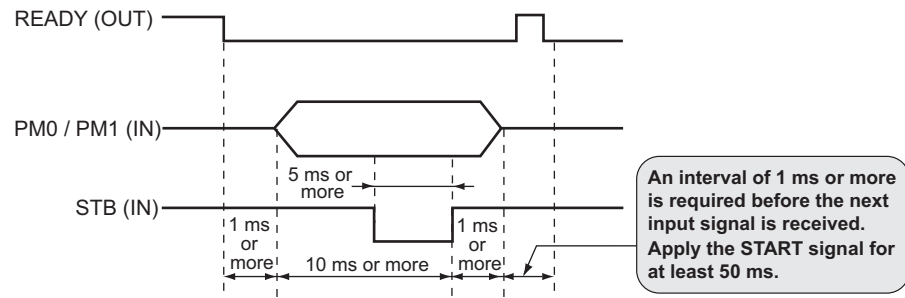 READY (OUT)
PM0 / PM1 (IN)
5 ms or
more
STB (IN)
1 ms
or
more
10 ms or more
1 ms
or
more
An interval of 1 ms or more
is required before the next
input signal is received.
Apply the START signal for
at least 50 ms.